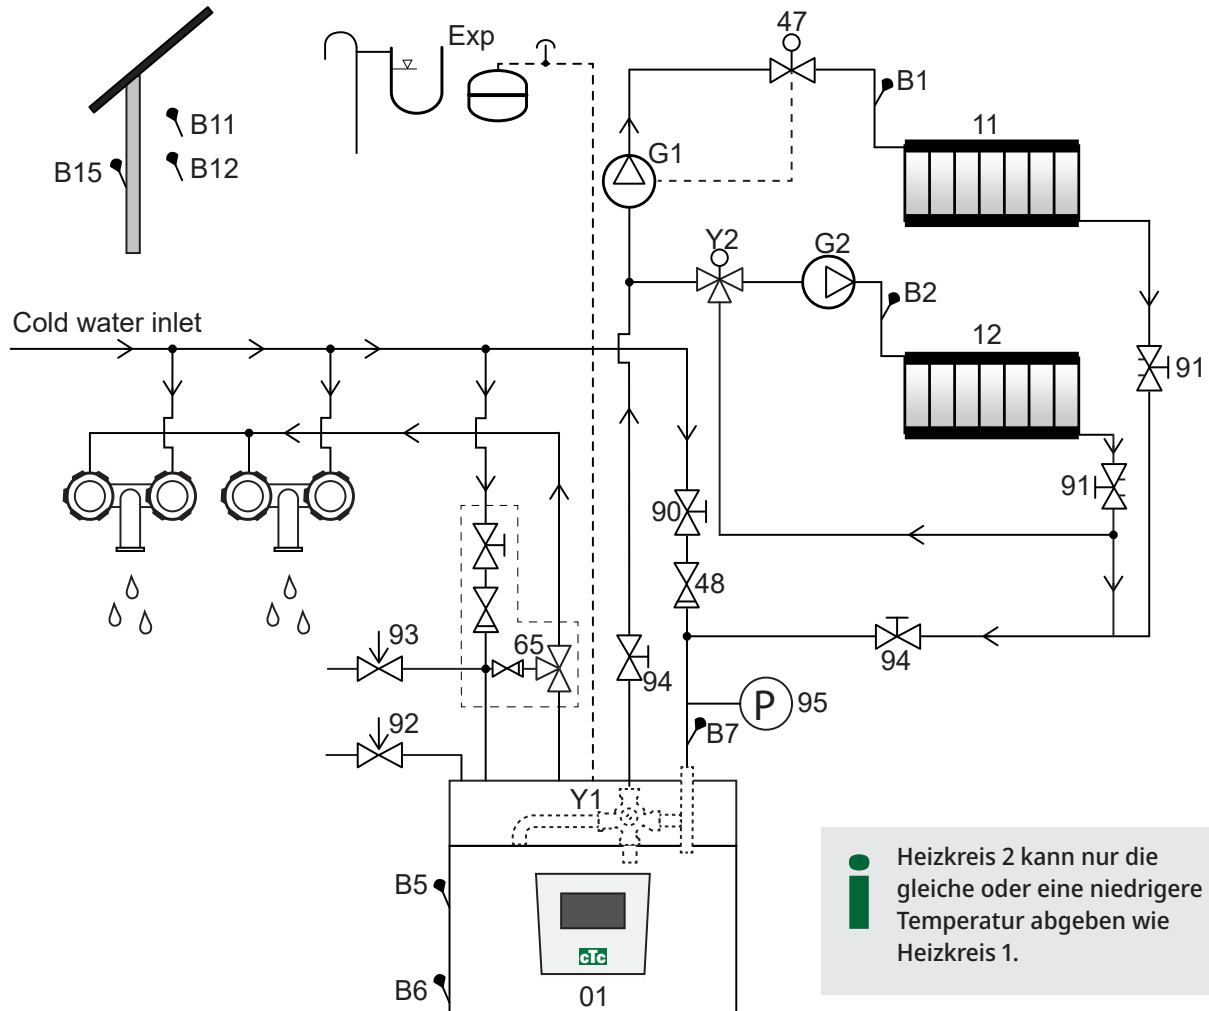 Exp
47
B1
11
B11
B12
B15
G1
Y2
G2
B2
12
Cold water inlet
91
91
90
48
93
65
94
94
P
95
92
B7
Y1
B5
cTc
B6
01
Heizkreis 2 kann nur die
gleiche oder eine niedrigere
Temperatur abgeben wie
Heizkreis 1.